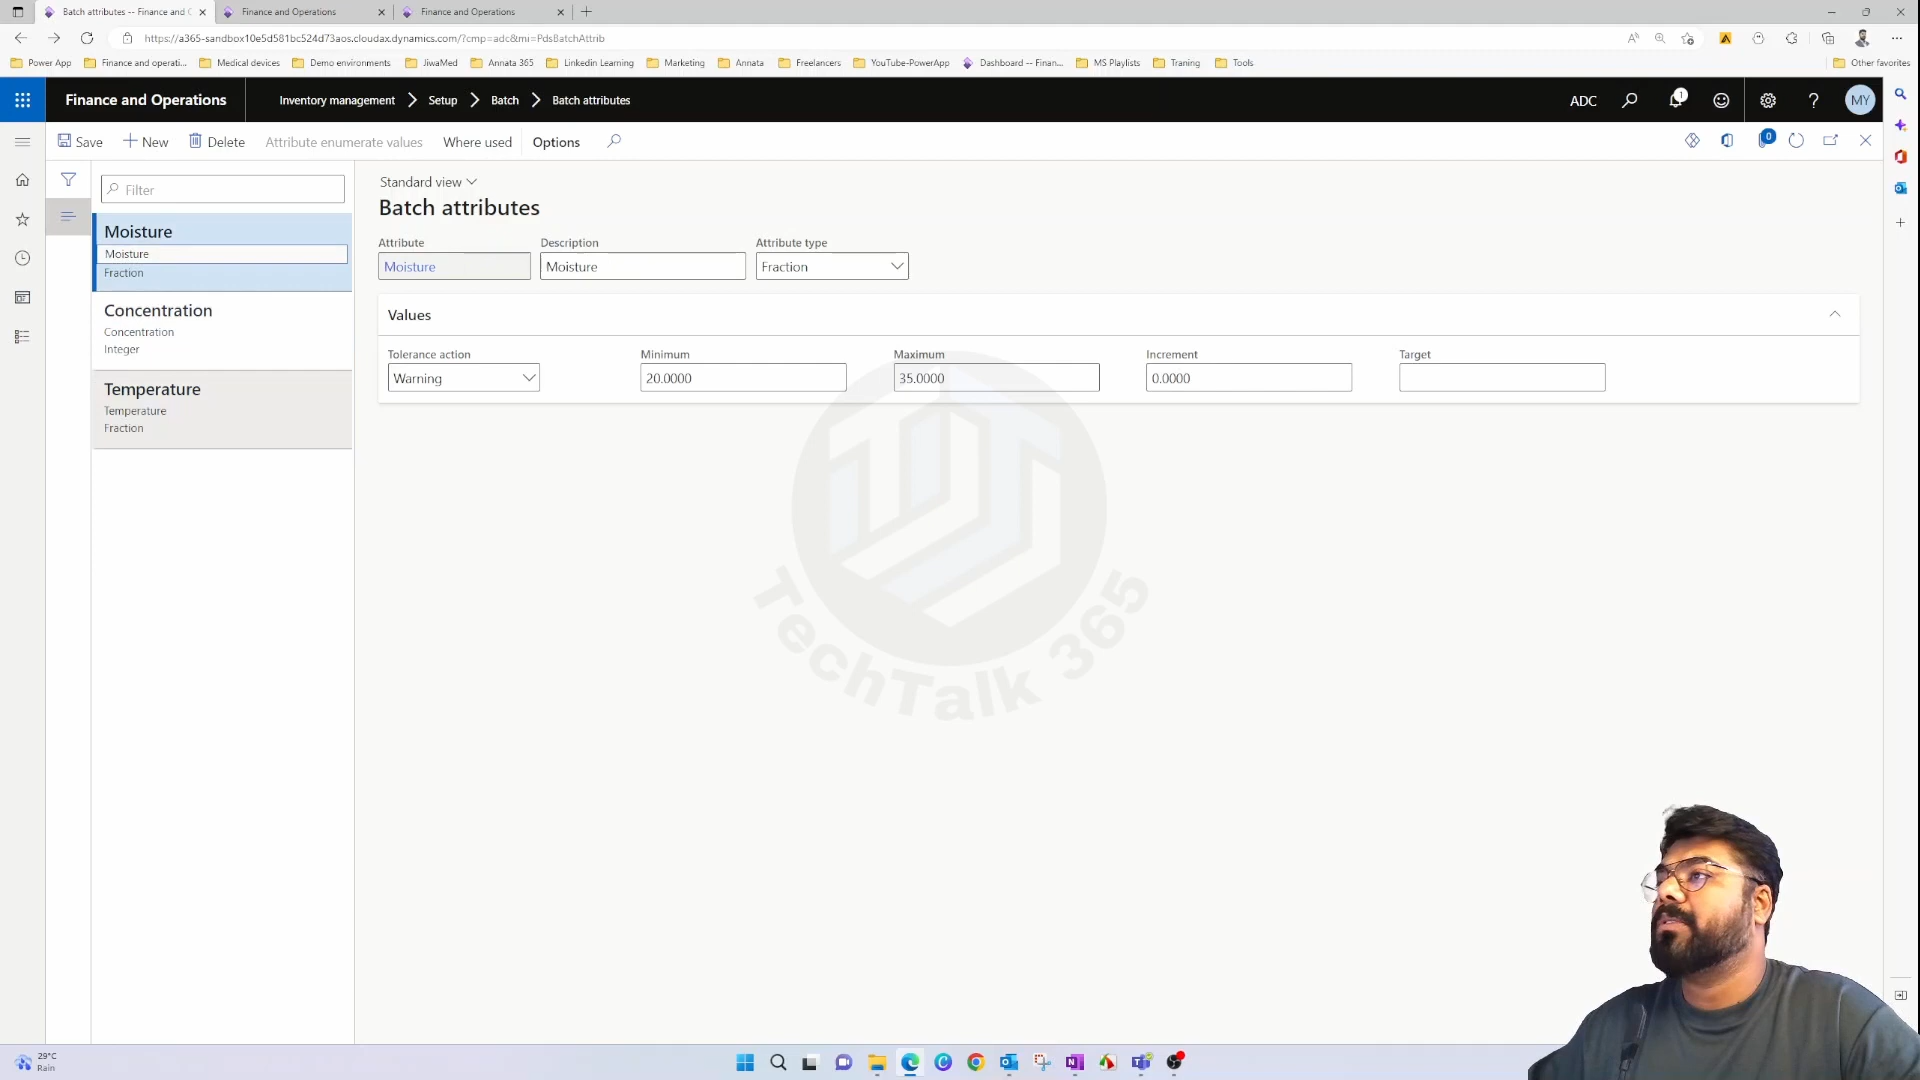 Batch attributes -- Finance and C
Finance and Operations
Finance and Operations
https://a365-sandbox10e5d581bc524d73aos.cloudax.dynamics.com/?cmp=adc&mi=PdsBatchAttrib
Power App
Finance and operati...
Medical devices
Demo environments
JiwaMed
Annata 365
Linkedin Learning
Marketing
Annata
Freelancers
YouTube-PowerApp
Dashboard -- Finan...
MS Playlists
Traning
Tools
Other favorites
Finance and Operations
Inventory management
Setup
Batch
Batch attributes
ADC
1
?
MY
Save
New
Delete
Attribute enumerate values
Where used
Options
0
Filter
Moisture
Moisture
Fraction
Concentration
Concentration
Integer
Temperature
Temperature
Fraction
Standard view
Batch attributes
Attribute
Description
Attribute type
Moisture
Moisture
Fraction
Values
Tolerance action
Minimum
Maximum
Increment
Target
Warning
20.0000
35.0000
0.0000
TechTalk 365
29°C
Rain